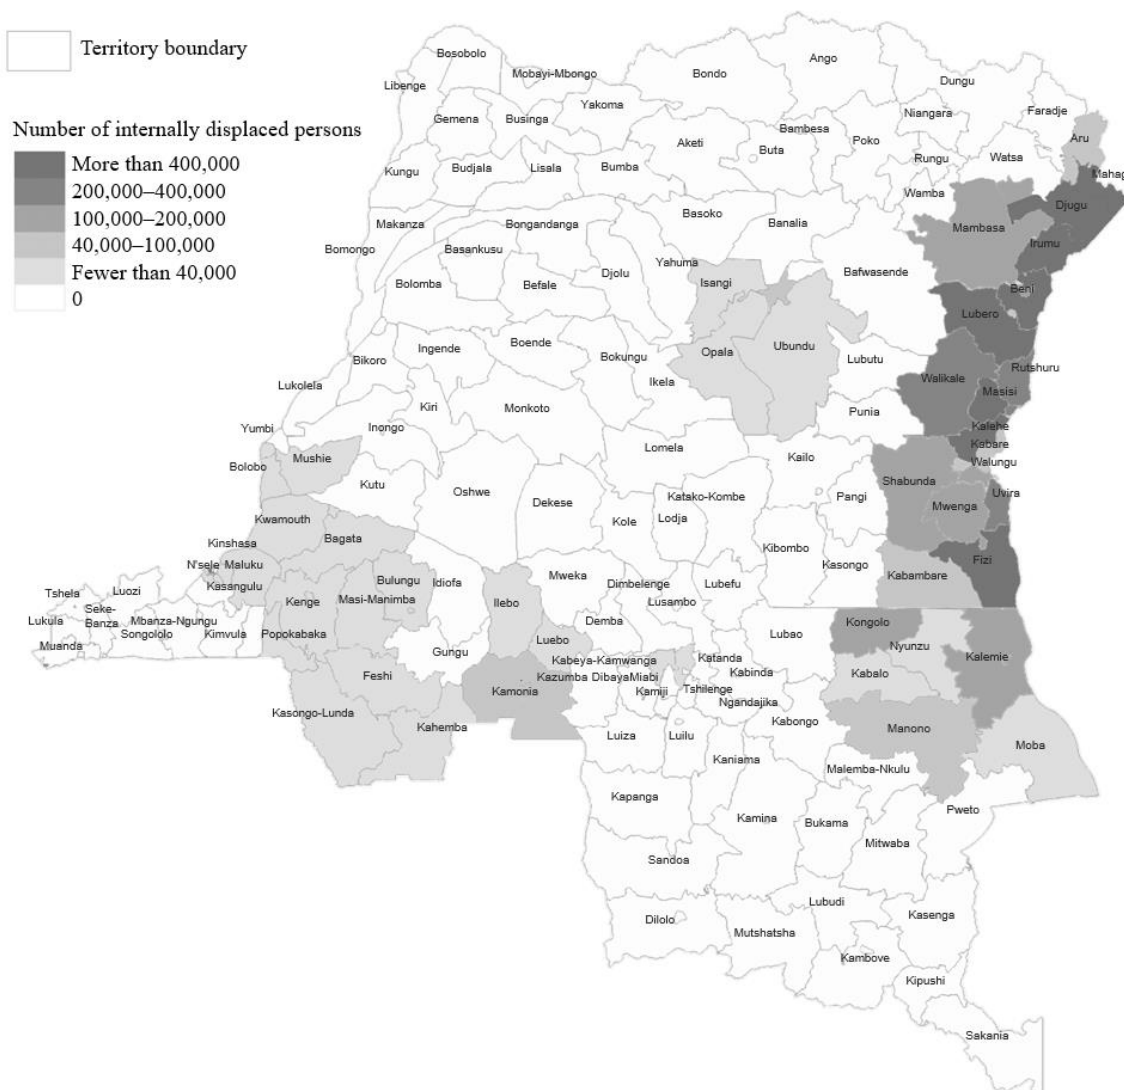 Territory boundary
Number of internally displaced persons
More than 400,000
200,000–400,000
100,000–200,000
40,000–100,000
Fewer than 40,000
0
Bosobolo
Mobayi-Mbongo
Bondo
Ango
Dungu
Libenge
Yakoma
Niangara
Faradje
Gemena
Businga
Bambesa
Aru
Aketi
Buta
Poko
Rungu
Watsa
Kungu
Budjala
Lisala
Bumba
Mahag
Wamba
Djugu
Makanza
Bongandanga
Basoko
Banalia
Mambasa
Bomongo
Basankusu
Irumu
Yahuma
Djolu
Bafwasende
Bolomba
Befale
Isangi
Beni
Lubero
Ingende
Boende
Bokungu
Opala
Ubundu
Bikoro
Lubutu
Rutshuru
Lukolela
Ikela
Walikale
Masisi
Kiri
Monkoto
Punia
Yumbi
Inongo
Kalehe
Kabare
Mushie
Lomela
Kailo
Walungu
Bolobo
Kutu
Oshwe
Dekese
Katako-Kombe
Pangi
Shabunda
Uvira
Kole
Lodja
Mwenga
Kwamouth
Bagata
Kinshasa
Kibombo
N'sele
Maluku
Kasongo
Fizi
Kasangulu
Bulungu
Idiofa
Mweka
Dimbelenge
Lubefu
Kabambare
Tshela
Luozi
Kenge
Masi-Manimba
Ilebo
Lusambo
Lukula
Seke-
Banza
Mbanza-Ngungu
Demba
Kongolo
Muanda
Songololo
Kimvula
Popokabaka
Luebo
Lubao
Nyunzu
Kalemie
Gungu
Kabeya-Kamwanga
Katanda
Feshi
Kazumba
Dibaya
Miabi
Kabinda
Kabalo
Kamonia
Kamiji
Tshilenge
Ngandajika
Kasongo-Lunda
Kahemba
Kabongo
Manono
Luiza
Luilu
Moba
Kaniama
Malemba-Nkulu
Kapanga
Pweto
Kamina
Bukama
Mitwaba
Sandoa
Lubudi
Kasenga
Dilolo
Mutshatsha
Kambove
Kipushi
Sakania